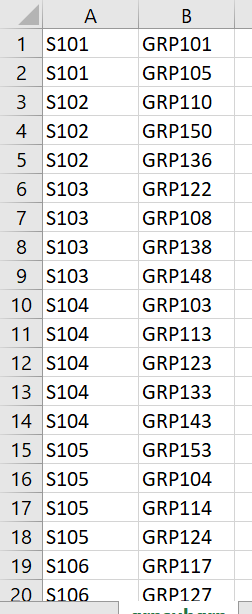 A B
1 S101 GRP101
2 S101 GRP105
3 S102 GRP110
4 S102 GRP150
5 S102 GRP136
6 S103 GRP122
7 S103 GRP108
8 S103 GRP138
9 S103 GRP148
10 S104 GRP103
11 S104 GRP113
12 S104 GRP123
13 S104 GRP133
14 S104 GRP143
15 S105 GRP153
16 S105 GRP104
17 S105 GRP114
18 S105 GRP124
19 S106 GRP117
20 S106 GRP127